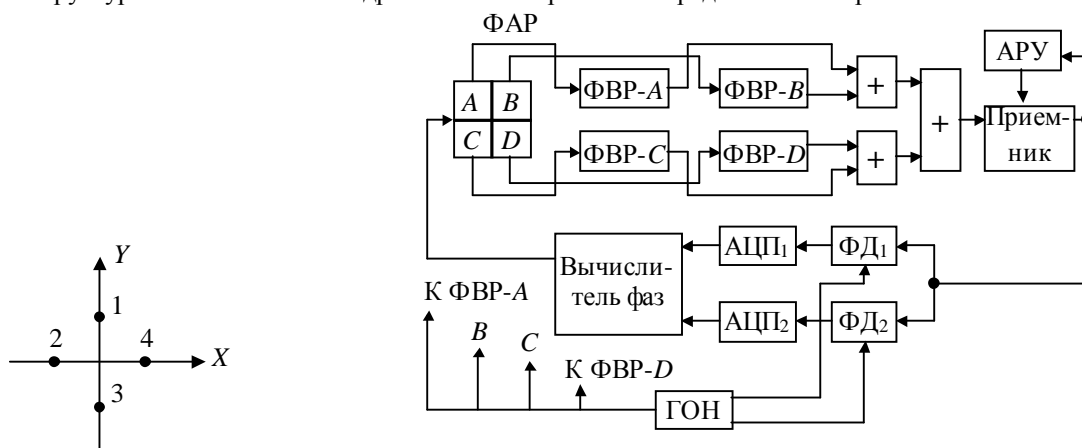 ФАР
АРУ
A B
ФВР-A
ФВР-B
+
+
Прием-
ник
C D
ФВР-C
ФВР-D
+
Y
1
2
4
X
3
Вычисли-
тель фаз
АЦП₁
ФД₁
АЦП₂
ФД₂
К ФВР-A
B
C
К ФВР-D
ГОН